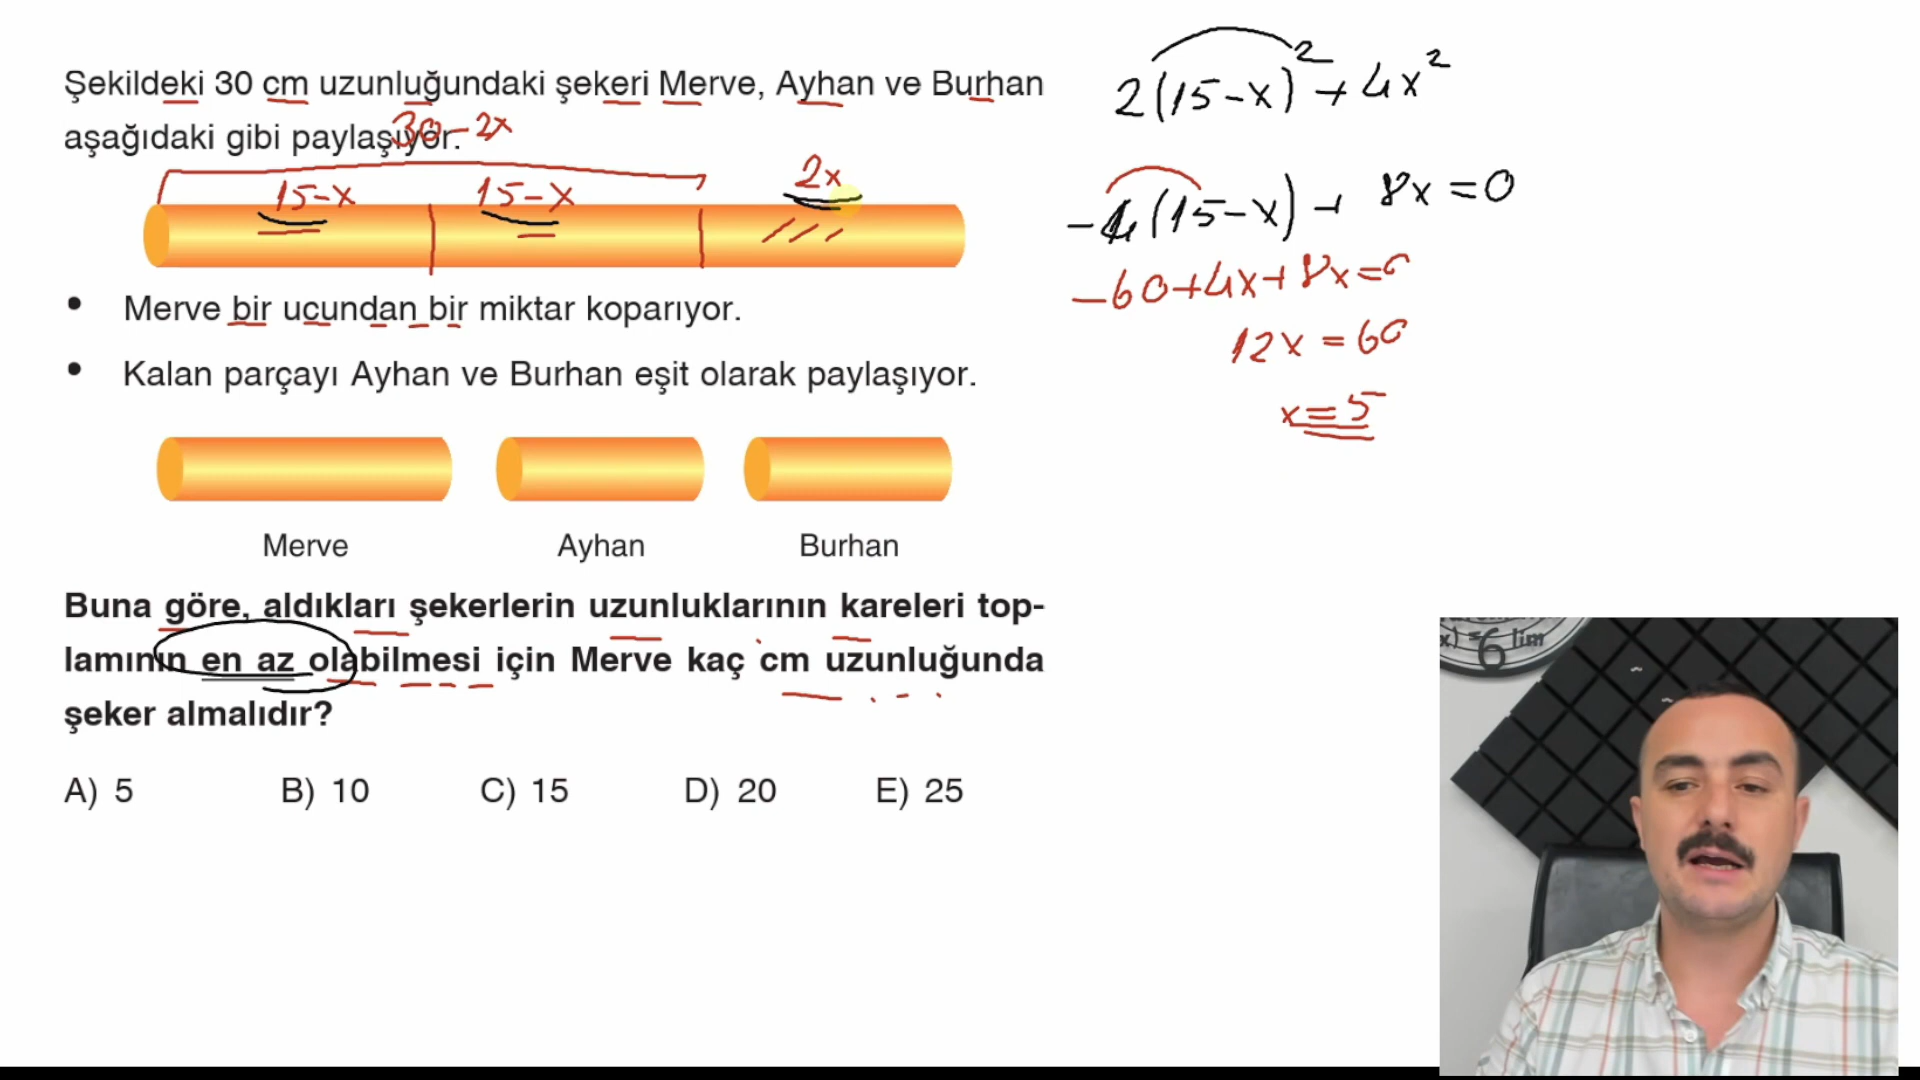 Şekildeki 30 cm uzunluğundaki şekeri Merve, Ayhan ve Burhan
aşağıdaki gibi paylaşıyor.
30-2x
15-x 15-x 2x
• Merve bir ucundan bir miktar koparıyor.
• Kalan parçayı Ayhan ve Burhan eşit olarak paylaşıyor.
Merve Ayhan Burhan
Buna göre, aldıkları şekerlerin uzunluklarının kareleri top-
lamının en az olabilmesi için Merve kaç cm uzunluğunda
şeker almalıdır?
A) 5 B) 10 C) 15 D) 20 E) 25
2(15-x)²+4x²
-4(15-x)+8x=0
-60+4x+8x=0
12x=60
x=5
x) = 6 lim